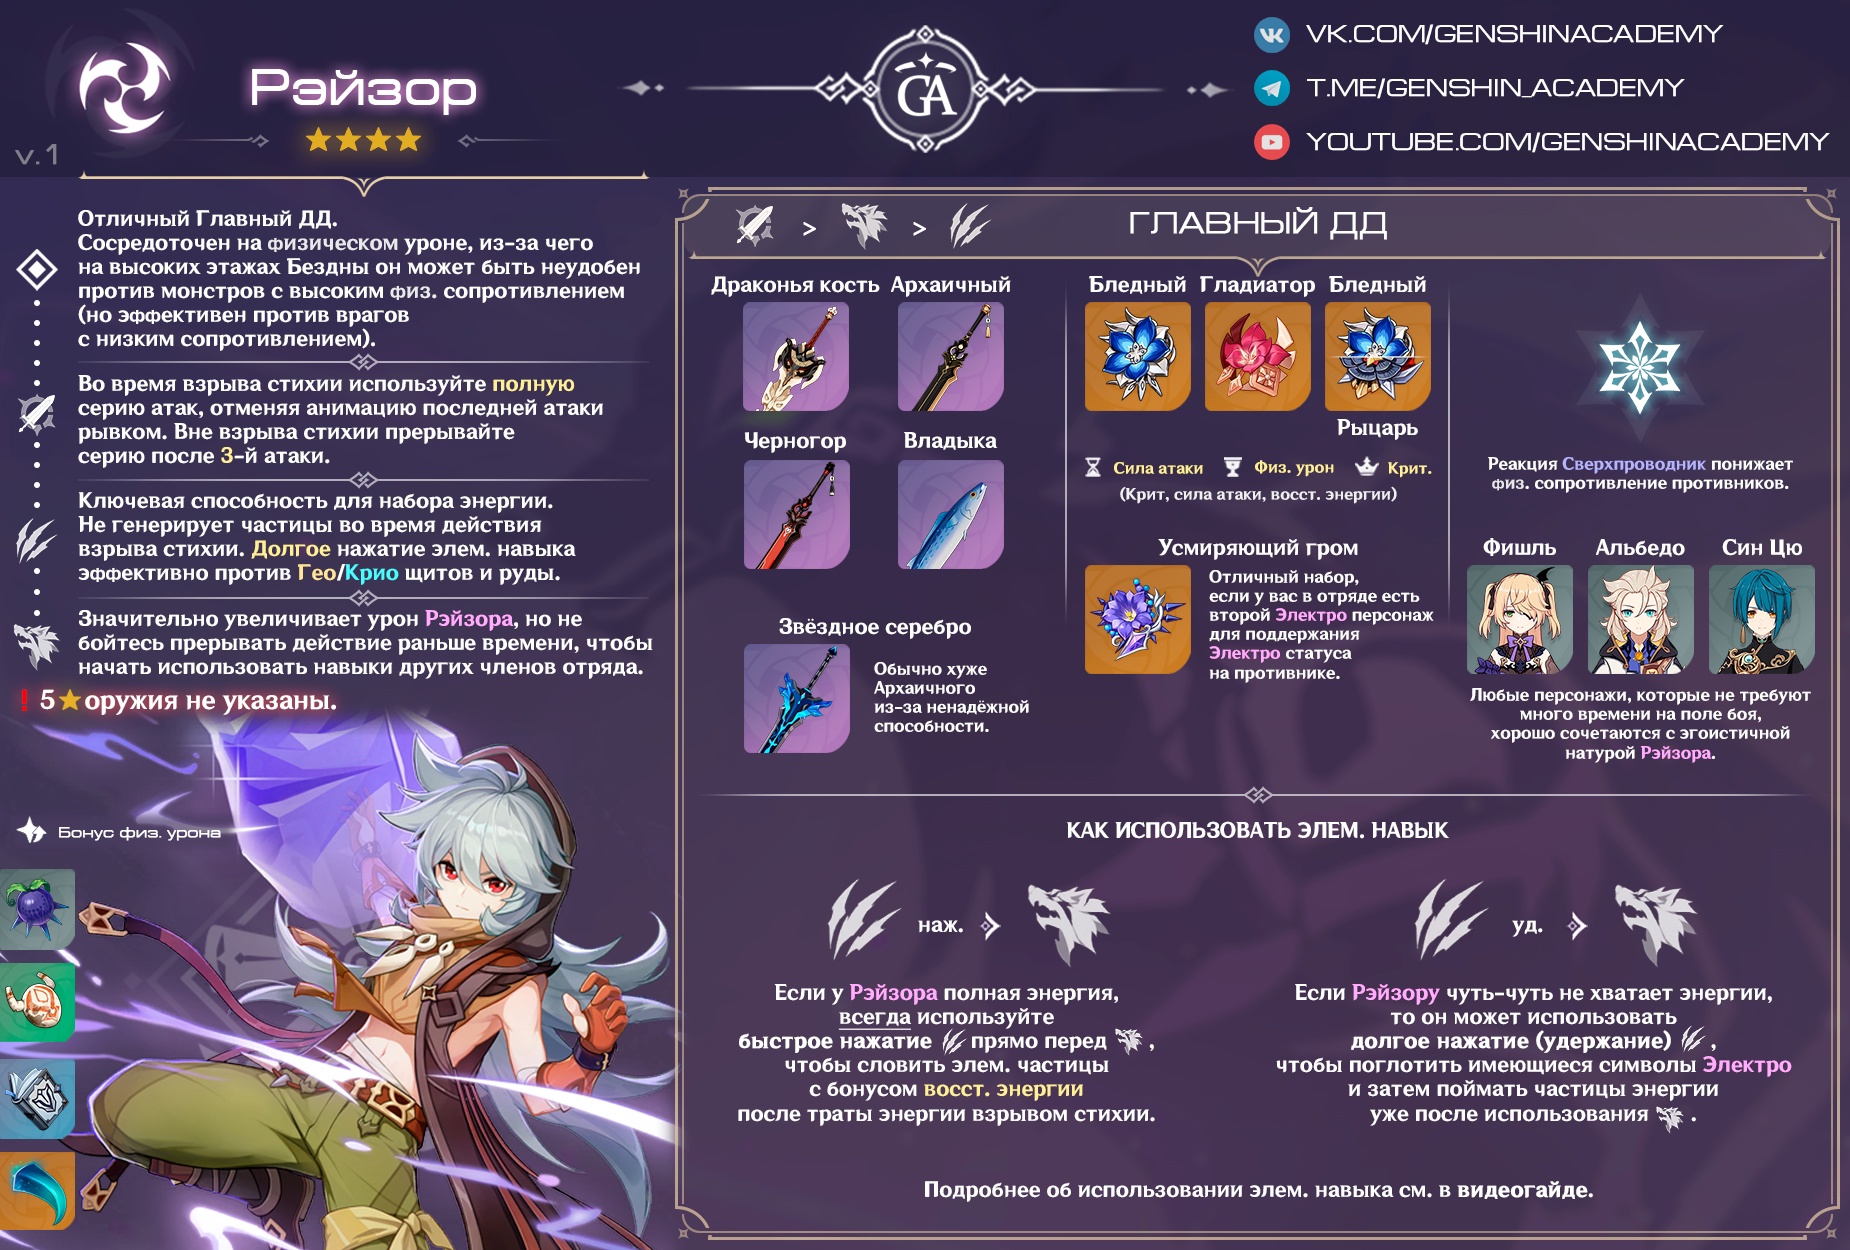 Рэйзор
v.1
GA
VK.COM/GENSHINACADEMY
T.ME/GENSHIN_ACADEMY
YOUTUBE.COM/GENSHINACADEMY
Отличный Главный ДД.
Сосредоточен на физическом уроне, из-за чего
на высоких этажах Бездны он может быть неудобен
против монстров с высоким физ. сопротивлением
(но эффективен против врагов
с низким сопротивлением).
Во время взрыва стихии используйте полную
серию атак, отменяя анимацию последней атаки
рывком. Вне взрыва стихии прерывайте
серию после 3-й атаки.
Ключевая способность для набора энергии.
Не генерирует частицы во время действия
взрыва стихии. Долгое нажатие элем. навыка
эффективно против Гео/Крио щитов и руды.
Значительно увеличивает урон Рэйзора, но не
бойтесь прерывать действие раньше времени, чтобы
начать использовать навыки других членов отряда.
! 5★ оружия не указаны.
Бонус физ. урона
> >
ГЛАВНЫЙ ДД
Драконья кость Архаичный
Черногор Владыка
Звёздное серебро
Обычно хуже
Архаичного
из-за ненадёжной
способности.
Бледный Гладиатор Бледный
Рыцарь
Сила атаки Физ. урон Крит.
(Крит, сила атаки, восст. энергии)
Усмиряющий гром
Отличный набор,
если у вас в отряде есть
второй Электро персонаж
для поддержания
Электро статуса
на противнике.
Реакция Сверхпроводник понижает
физ. сопротивление противников.
Фишль Альбедо Син Цю
Любые персонажи, которые не требуют
много времени на поле боя,
хорошо сочетаются с эгоистичной
натурой Рэйзора.
КАК ИСПОЛЬЗОВАТЬ ЭЛЕМ. НАВЫК
наж.
Если у Рэйзора полная энергия,
всегда используйте
быстрое нажатие прямо перед ,
чтобы словить элем. частицы
с бонусом восст. энергии
после траты энергии взрывом стихии.
уд.
Если Рэйзору чуть-чуть не хватает энергии,
то он может использовать
долгое нажатие (удержание) ,
чтобы поглотить имеющиеся символы Электро
и затем поймать частицы энергии
уже после использования .
Подробнее об использовании элем. навыка см. в видеогайде.